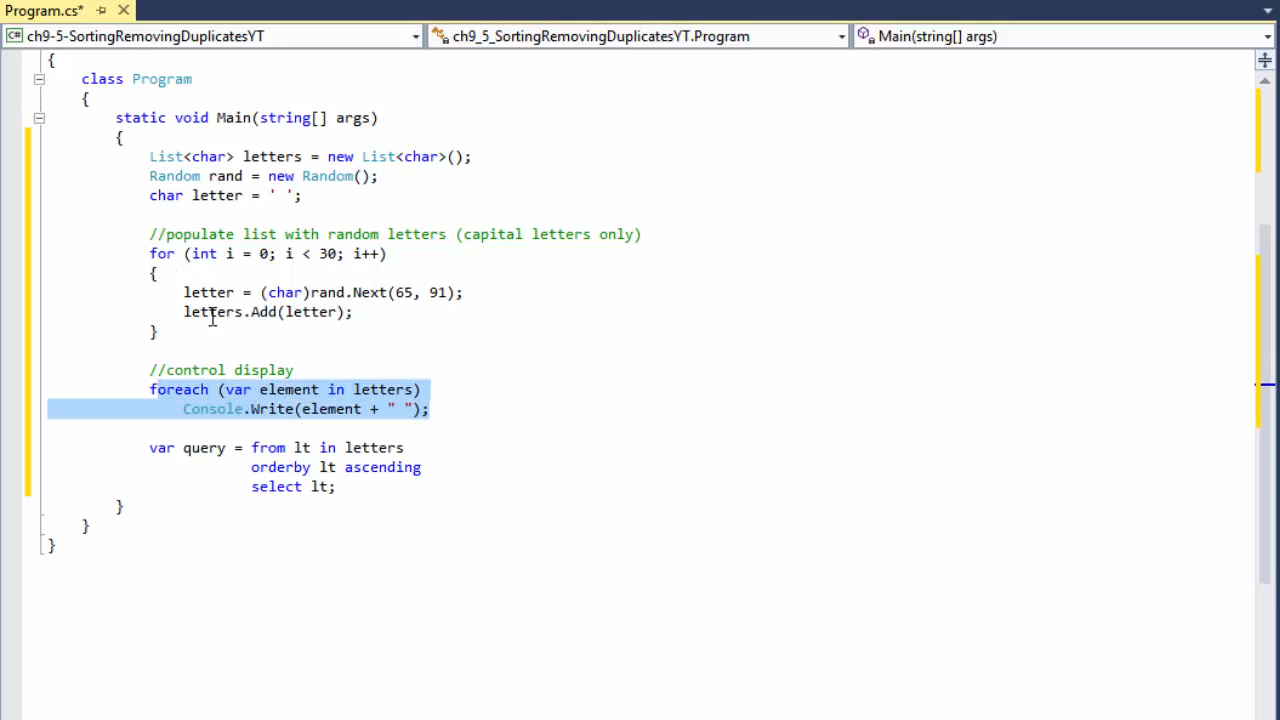 Program.cs*
ch9-5-SortingRemovingDuplicatesYT ch9_5_SortingRemovingDuplicatesYT.Program Main(string[] args)
{
class Program
{
static void Main(string[] args)
{
List<char> letters = new List<char>();
Random rand = new Random();
char letter = ' ';
//populate list with random letters (capital letters only)
for (int i = 0; i < 30; i++)
{
letter = (char)rand.Next(65, 91);
letters.Add(letter);
}
//control display
foreach (var element in letters)
Console.Write(element + " ");
var query = from lt in letters
orderby lt ascending
select lt;
}
}
}